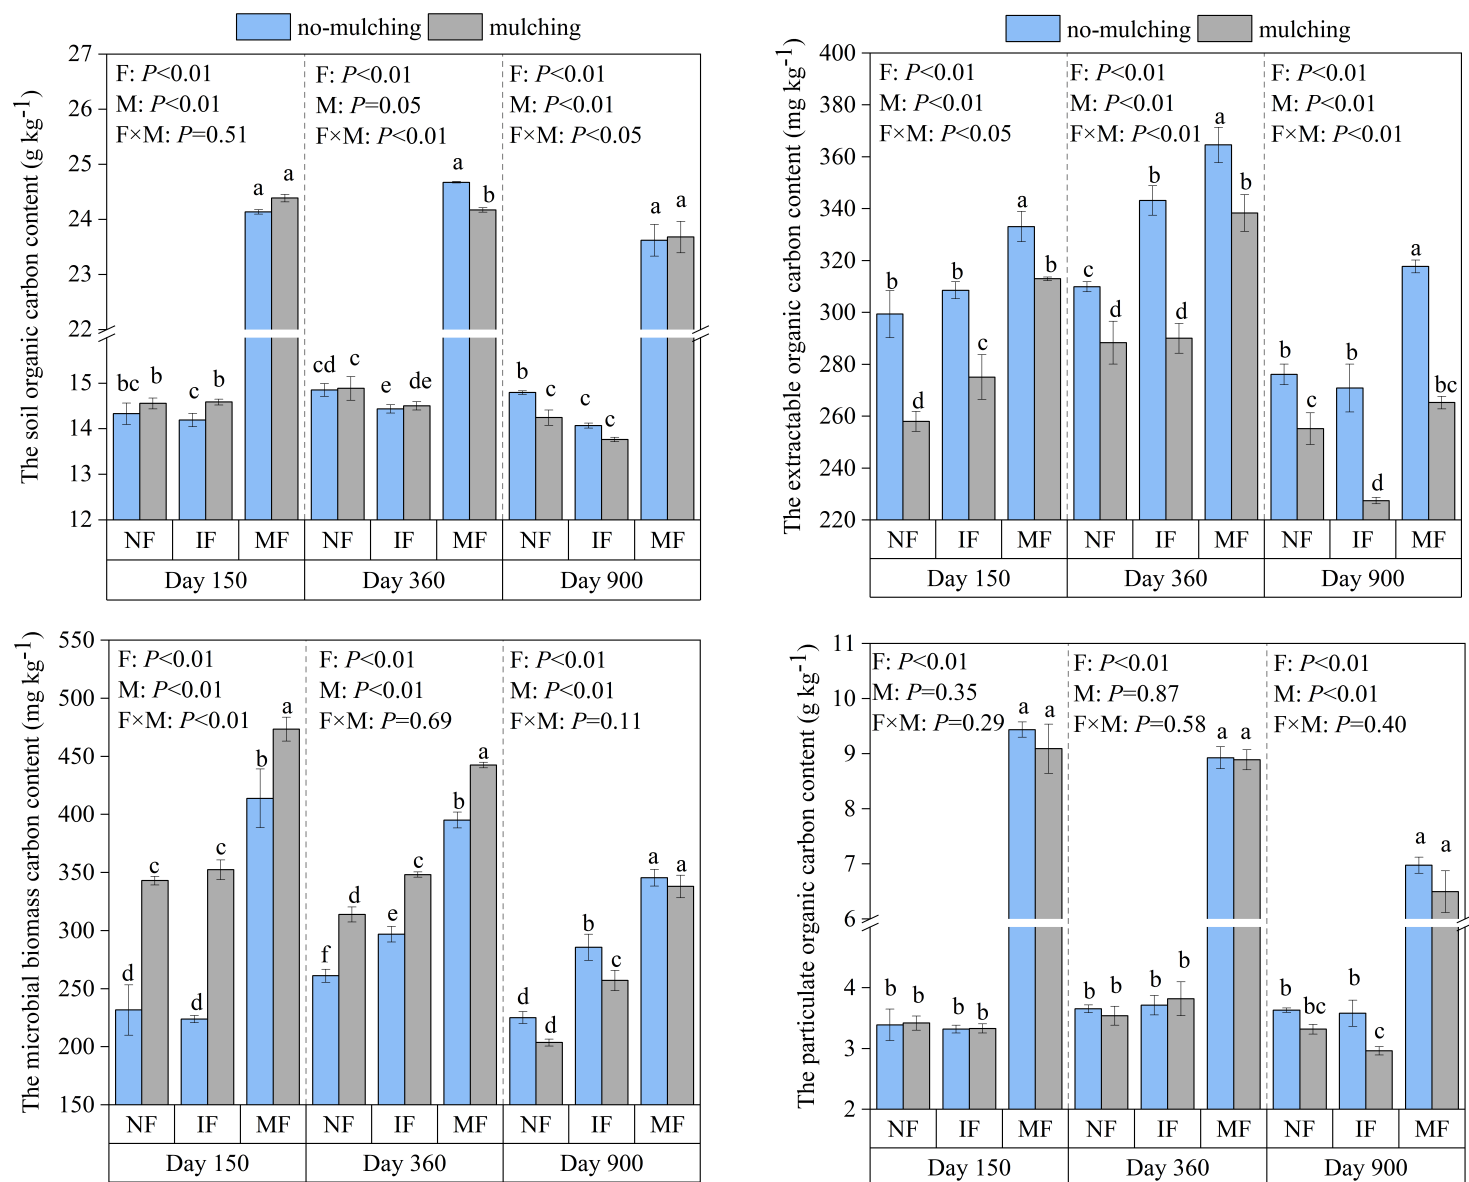 no-mulching mulching
The soil organic carbon content (g kg-1)
27
26
25
24
23
22
15
14
13
12
F: P<0.01
M: P<0.01
F×M: P=0.51
F: P<0.01
M: P=0.05
F×M: P<0.01
F: P<0.01
M: P<0.01
F×M: P<0.05
bc b c b a a
cd c e de a b
b c c c a a
NF IF MF NF IF MF NF IF MF
Day 150 Day 360 Day 900
no-mulching mulching
The extractable organic carbon content (mg kg-1)
400
380
360
340
320
300
280
260
240
220
F: P<0.01
M: P<0.01
F×M: P<0.05
F: P<0.01
M: P<0.01
F×M: P<0.01
F: P<0.01
M: P<0.01
F×M: P<0.01
b d b c a b
c d b d a b
b c b d a bc
NF IF MF NF IF MF NF IF MF
Day 150 Day 360 Day 900
The microbial biomass carbon content (mg kg-1)
550
500
450
400
350
300
250
200
150
F: P<0.01
M: P<0.01
F×M: P<0.01
F: P<0.01
M: P<0.01
F×M: P=0.69
F: P<0.01
M: P<0.01
F×M: P=0.11
d c d c b a
f d e c b a
d d b c a a
NF IF MF NF IF MF NF IF MF
Day 150 Day 360 Day 900
The particulate organic carbon content (g kg-1)
11
10
9
8
7
6
4
3
2
F: P<0.01
M: P=0.35
F×M: P=0.29
F: P<0.01
M: P=0.87
F×M: P=0.58
F: P<0.01
M: P<0.01
F×M: P=0.40
b b b b a a
b b b b a a
b bc b c a a
NF IF MF NF IF MF NF IF MF
Day 150 Day 360 Day 900